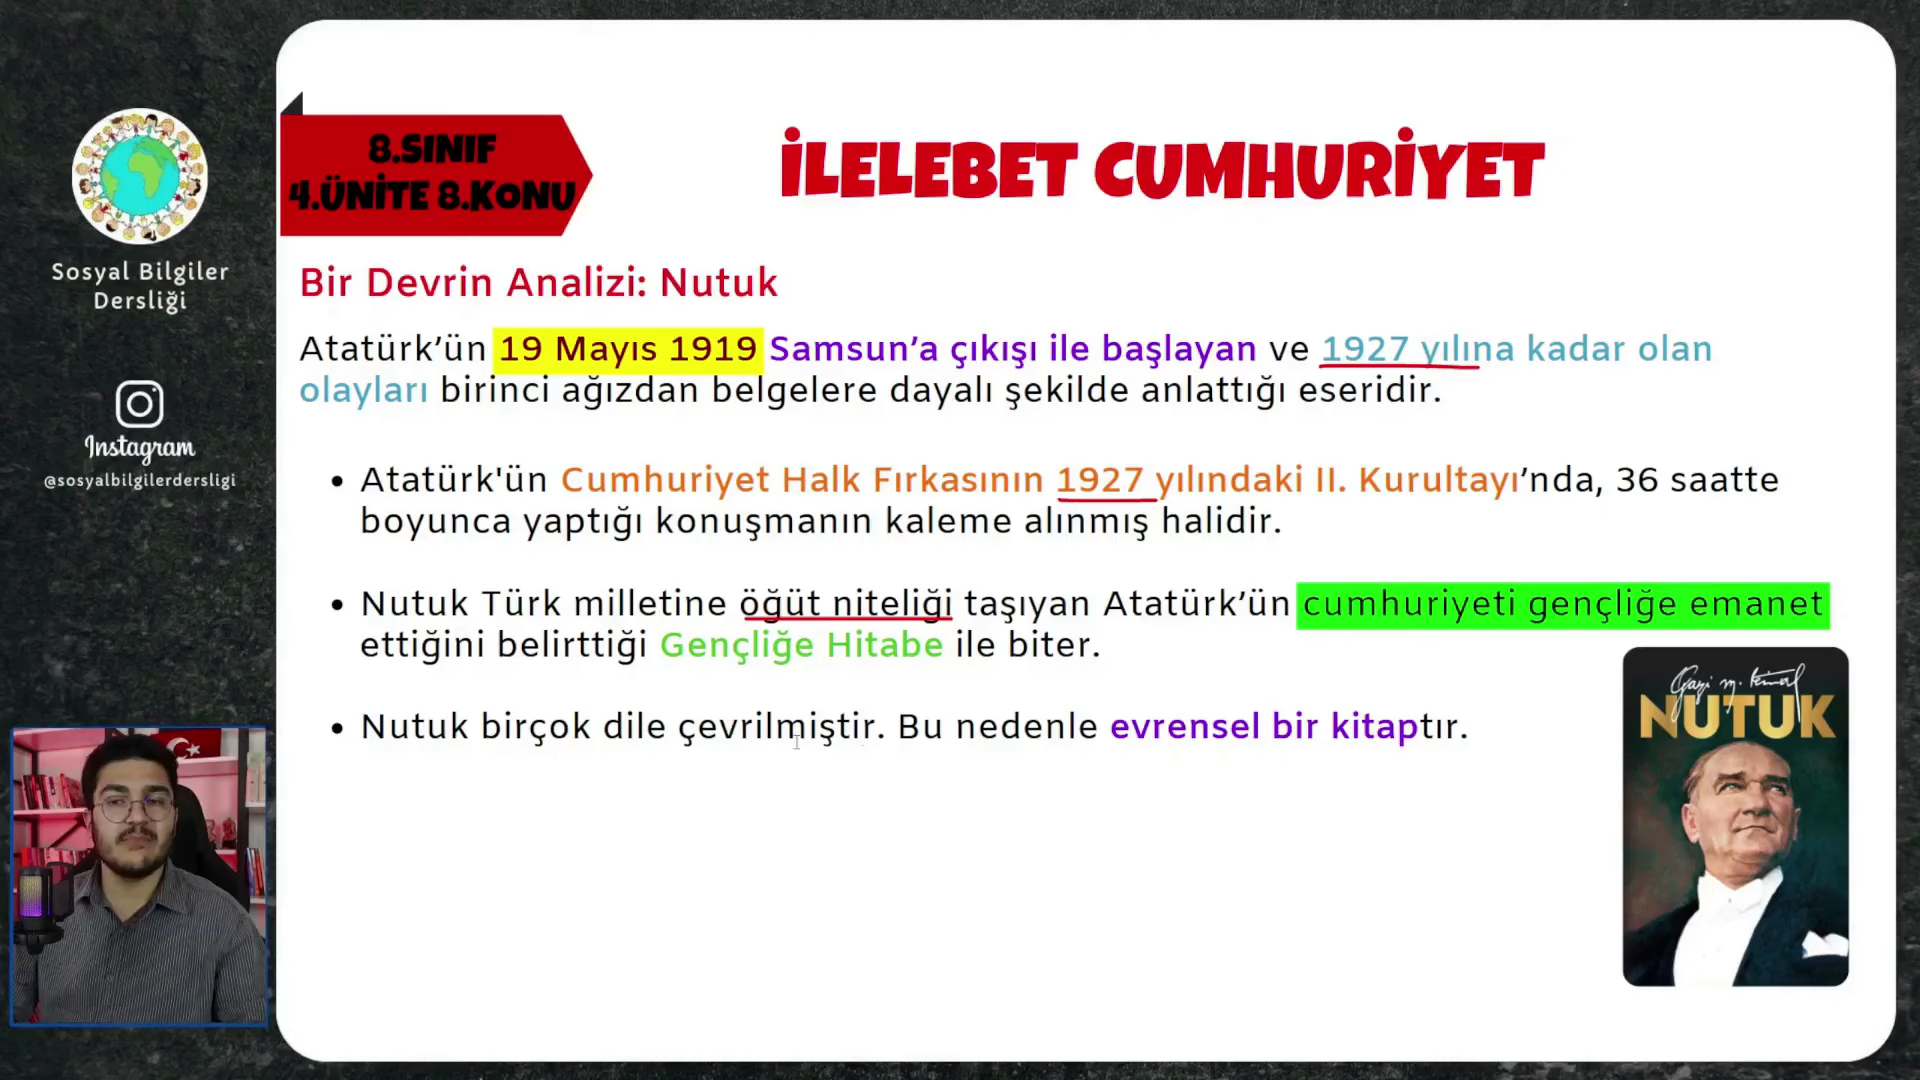 8.SINIF
4.ÜNİTE 8.KONU
İLELEBET CUMHURİYET
Sosyal Bilgiler
Dersliği
Instagram
@sosyalbilgilerdersligi
Bir Devrin Analizi: Nutuk
Atatürk’ün 19 Mayıs 1919 Samsun’a çıkışı ile başlayan ve 1927 yılına kadar olan
olayları birinci ağızdan belgelere dayalı şekilde anlattığı eseridir.
• Atatürk'ün Cumhuriyet Halk Fırkasının 1927 yılındaki II. Kurultayı’nda, 36 saatte
boyunca yaptığı konuşmanın kaleme alınmış halidir.
• Nutuk Türk milletine öğüt niteliği taşıyan Atatürk’ün cumhuriyeti gençliğe emanet
ettiğini belirttiği Gençliğe Hitabe ile biter.
• Nutuk birçok dile çevrilmiştir. Bu nedenle evrensel bir kitaptır.
Gazi M. Kemal
NUTUK